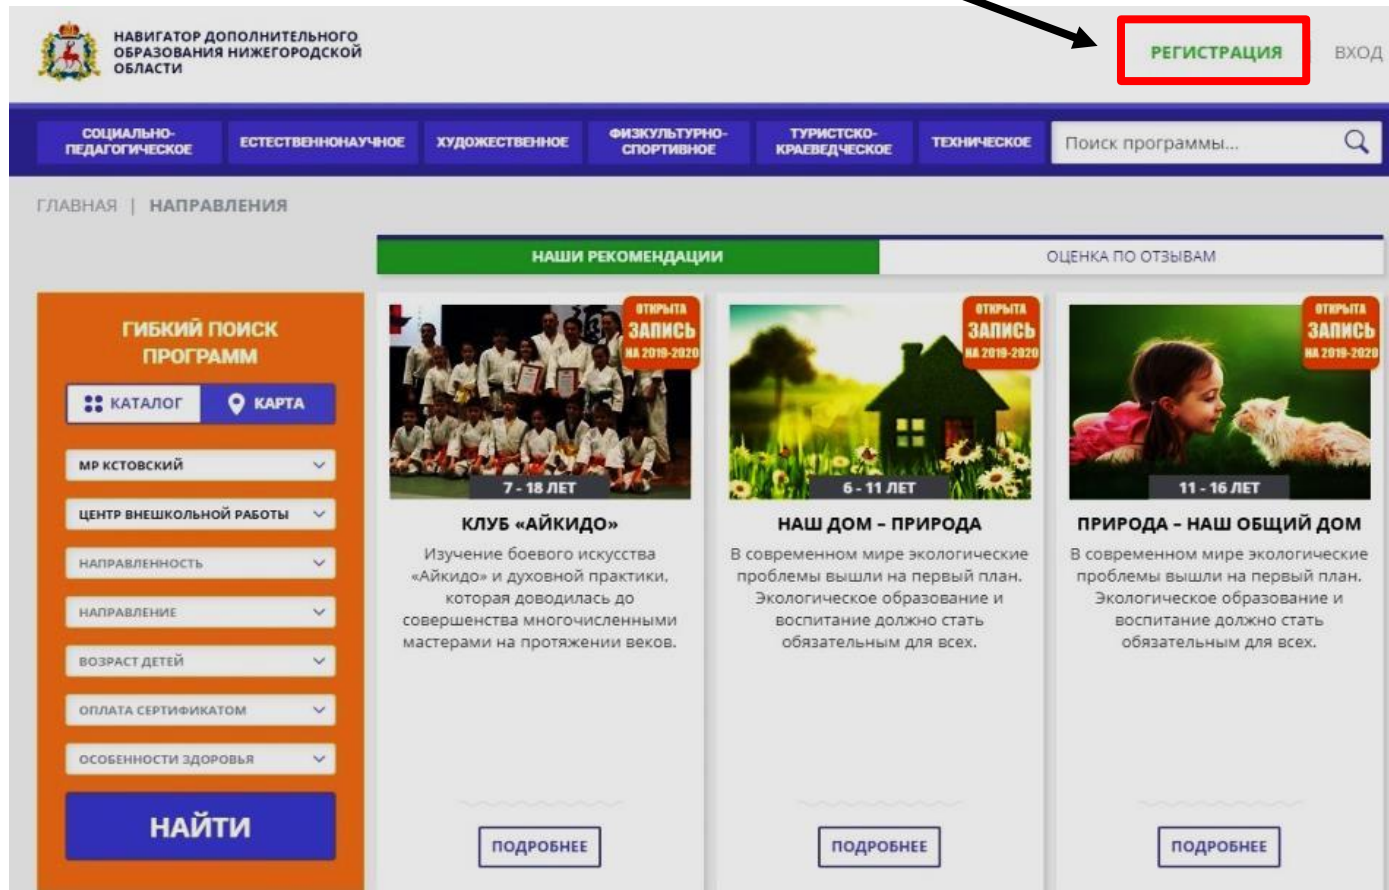 НАВИГАТОР ДОПОЛНИТЕЛЬНОГО
ОБРАЗОВАНИЯ НИЖЕГОРОДСКОЙ
ОБЛАСТИ
РЕГИСТРАЦИЯ
ВХОД
СОЦИАЛЬНО-
ПЕДАГОГИЧЕСКОЕ
ЕСТЕСТВЕННОНАУЧНОЕ
ХУДОЖЕСТВЕННОЕ
ФИЗКУЛЬТУРНО-
СПОРТИВНОЕ
ТУРИСТСКО-
КРАЕВЕДЧЕСКОЕ
ТЕХНИЧЕСКОЕ
Поиск программы...
ГЛАВНАЯ | НАПРАВЛЕНИЯ
НАШИ РЕКОМЕНДАЦИИ
ОЦЕНКА ПО ОТЗЫВАМ
ГИБКИЙ ПОИСК
ПРОГРАММ
КАТАЛОГ
КАРТА
МР КСТОВСКИЙ
ЦЕНТР ВНЕШКОЛЬНОЙ РАБОТЫ
НАПРАВЛЕННОСТЬ
НАПРАВЛЕНИЕ
ВОЗРАСТ ДЕТЕЙ
ОПЛАТА СЕРТИФИКАТОМ
ОСОБЕННОСТИ ЗДОРОВЬЯ
НАЙТИ
ОТКРЫТА
ЗАПИСЬ
НА 2019-2020
7 - 18 ЛЕТ
КЛУБ «АЙКИДО»
Изучение боевого искусства
«Айкидо» и духовной практики,
которая доводилась до
совершенства многочисленными
мастерами на протяжении веков.
ПОДРОБНЕЕ
ОТКРЫТА
ЗАПИСЬ
НА 2019-2020
6 - 11 ЛЕТ
НАШ ДОМ – ПРИРОДА
В современном мире экологические
проблемы вышли на первый план.
Экологическое образование и
воспитание должно стать
обязательным для всех.
ПОДРОБНЕЕ
ОТКРЫТА
ЗАПИСЬ
НА 2019-2020
11 - 16 ЛЕТ
ПРИРОДА – НАШ ОБЩИЙ ДОМ
В современном мире экологические
проблемы вышли на первый план.
Экологическое образование и
воспитание должно стать
обязательным для всех.
ПОДРОБНЕЕ